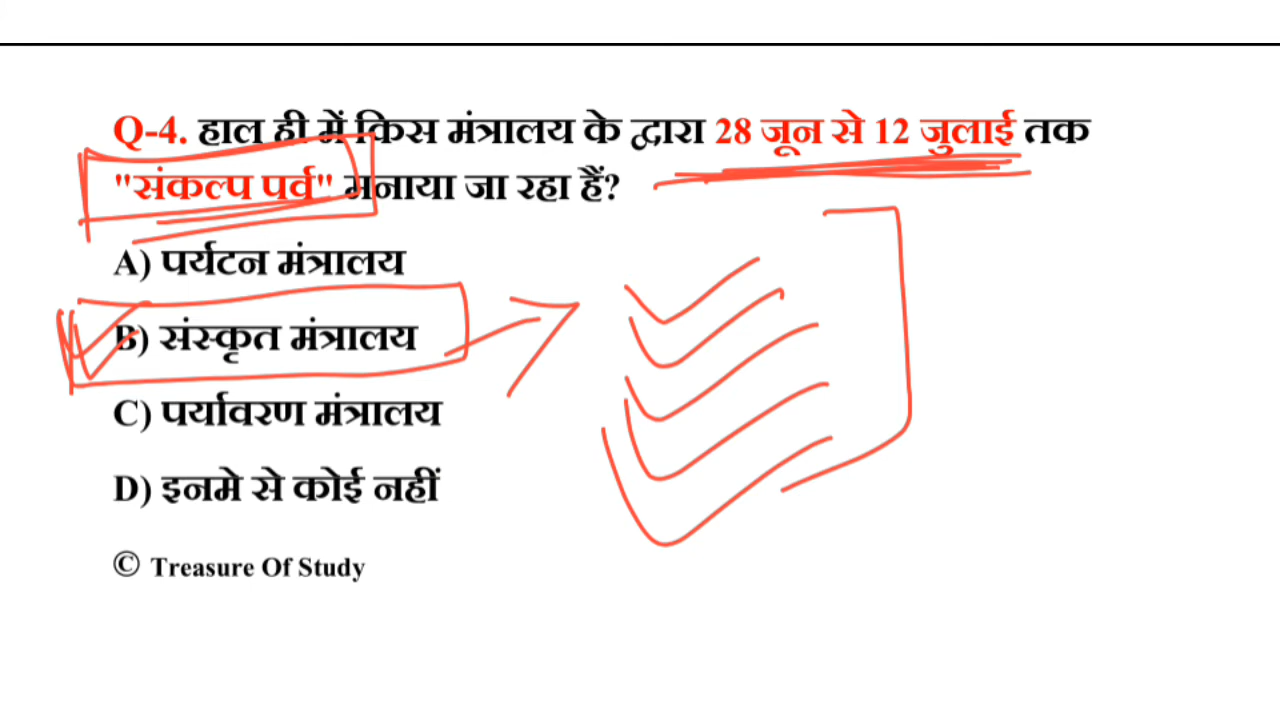 Q-4. हाल ही में किस मंत्रालय के द्वारा 28 जून से 12 जुलाई तक
"संकल्प पर्व" मनाया जा रहा हैं?
A) पर्यटन मंत्रालय
B) संस्कृत मंत्रालय
C) पर्यावरण मंत्रालय
D) इनमे से कोई नहीं
© Treasure Of Study